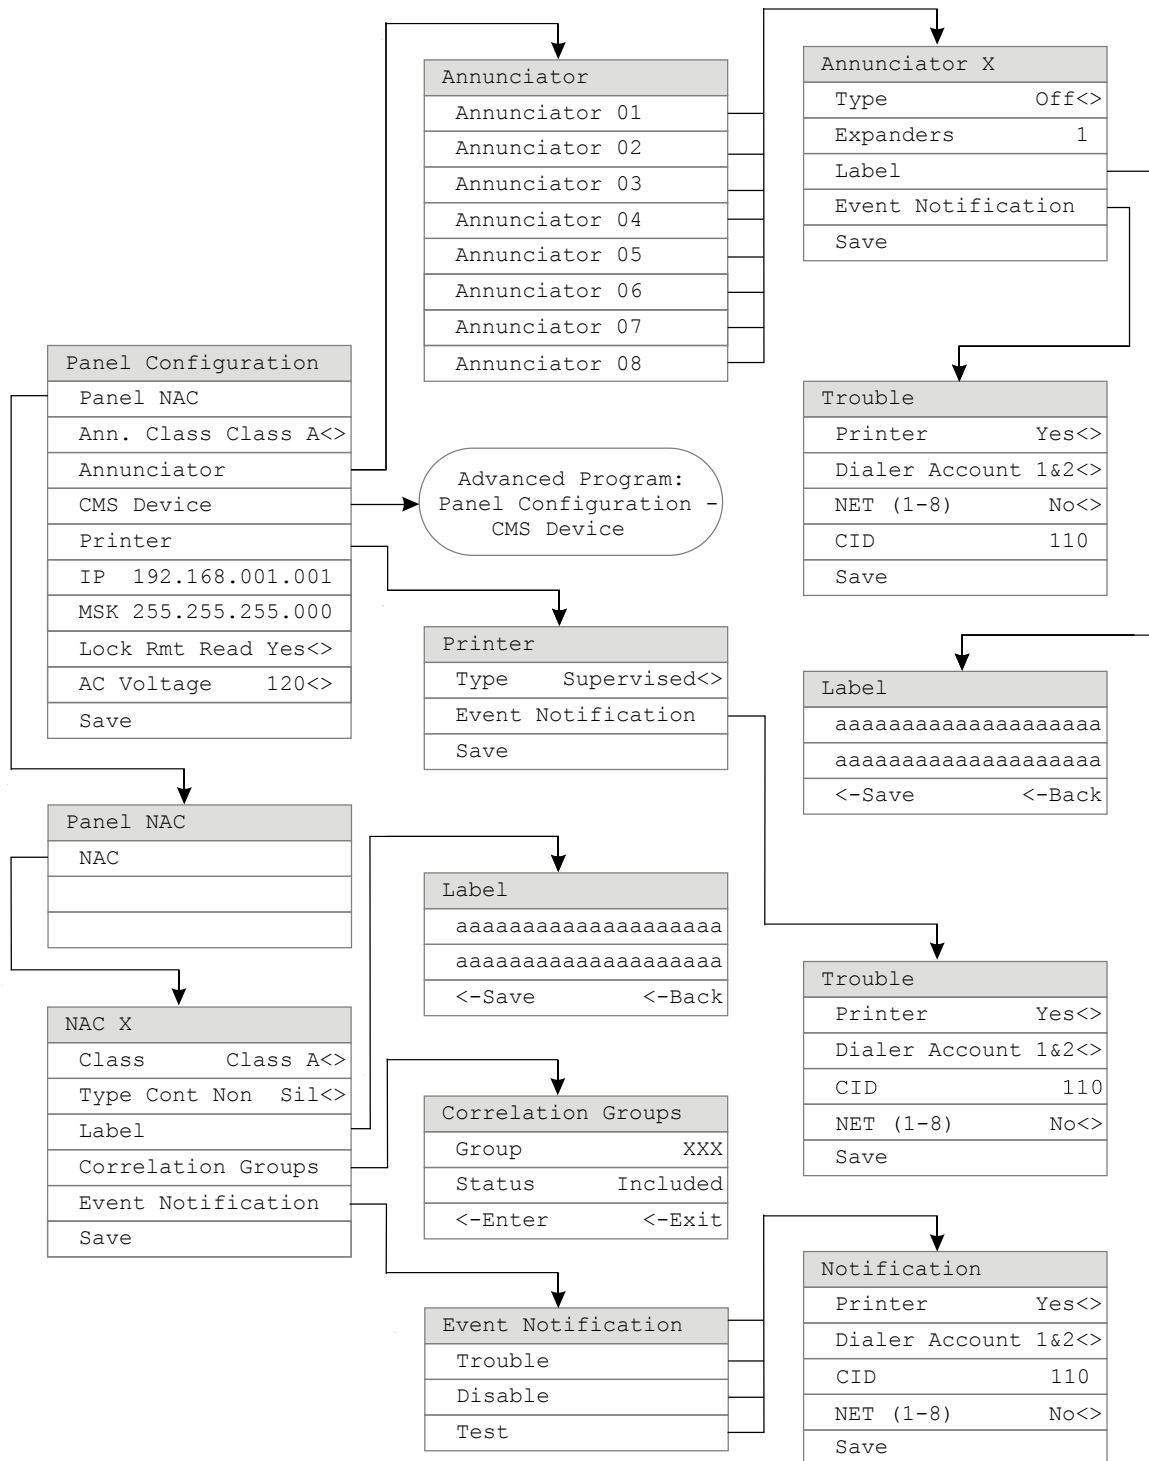 Annunciator
Annunciator 01
Annunciator 02
Annunciator 03
Annunciator 04
Annunciator 05
Annunciator 06
Annunciator 07
Annunciator 08
Annunciator X
Type Off<>
Expanders 1
Label
Event Notification
Save
Panel Configuration
Panel NAC
Ann. Class Class A<>
Annunciator
CMS Device
Printer
IP 192.168.001.001
MSK 255.255.255.000
Lock Rmt Read Yes<>
AC Voltage 120<>
Save
Advanced Program:
Panel Configuration -
CMS Device
Trouble
Printer Yes<>
Dialer Account 1&2<>
NET (1-8) No<>
CID 110
Save
Printer
Type Supervised<>
Event Notification
Save
Label
aaaaaaaaaaaaaaaaaaaa
aaaaaaaaaaaaaaaaaaaa
<-Save <-Back
Panel NAC
NAC
Label
aaaaaaaaaaaaaaaaaaaa
aaaaaaaaaaaaaaaaaaaa
<-Save <-Back
Trouble
Printer Yes<>
Dialer Account 1&2<>
CID 110
NET (1-8) No<>
Save
NAC X
Class Class A<>
Type Cont Non Sil<>
Label
Correlation Groups
Event Notification
Save
Correlation Groups
Group XXX
Status Included
<-Enter <-Exit
Event Notification
Trouble
Disable
Test
Notification
Printer Yes<>
Dialer Account 1&2<>
CID 110
NET (1-8) No<>
Save